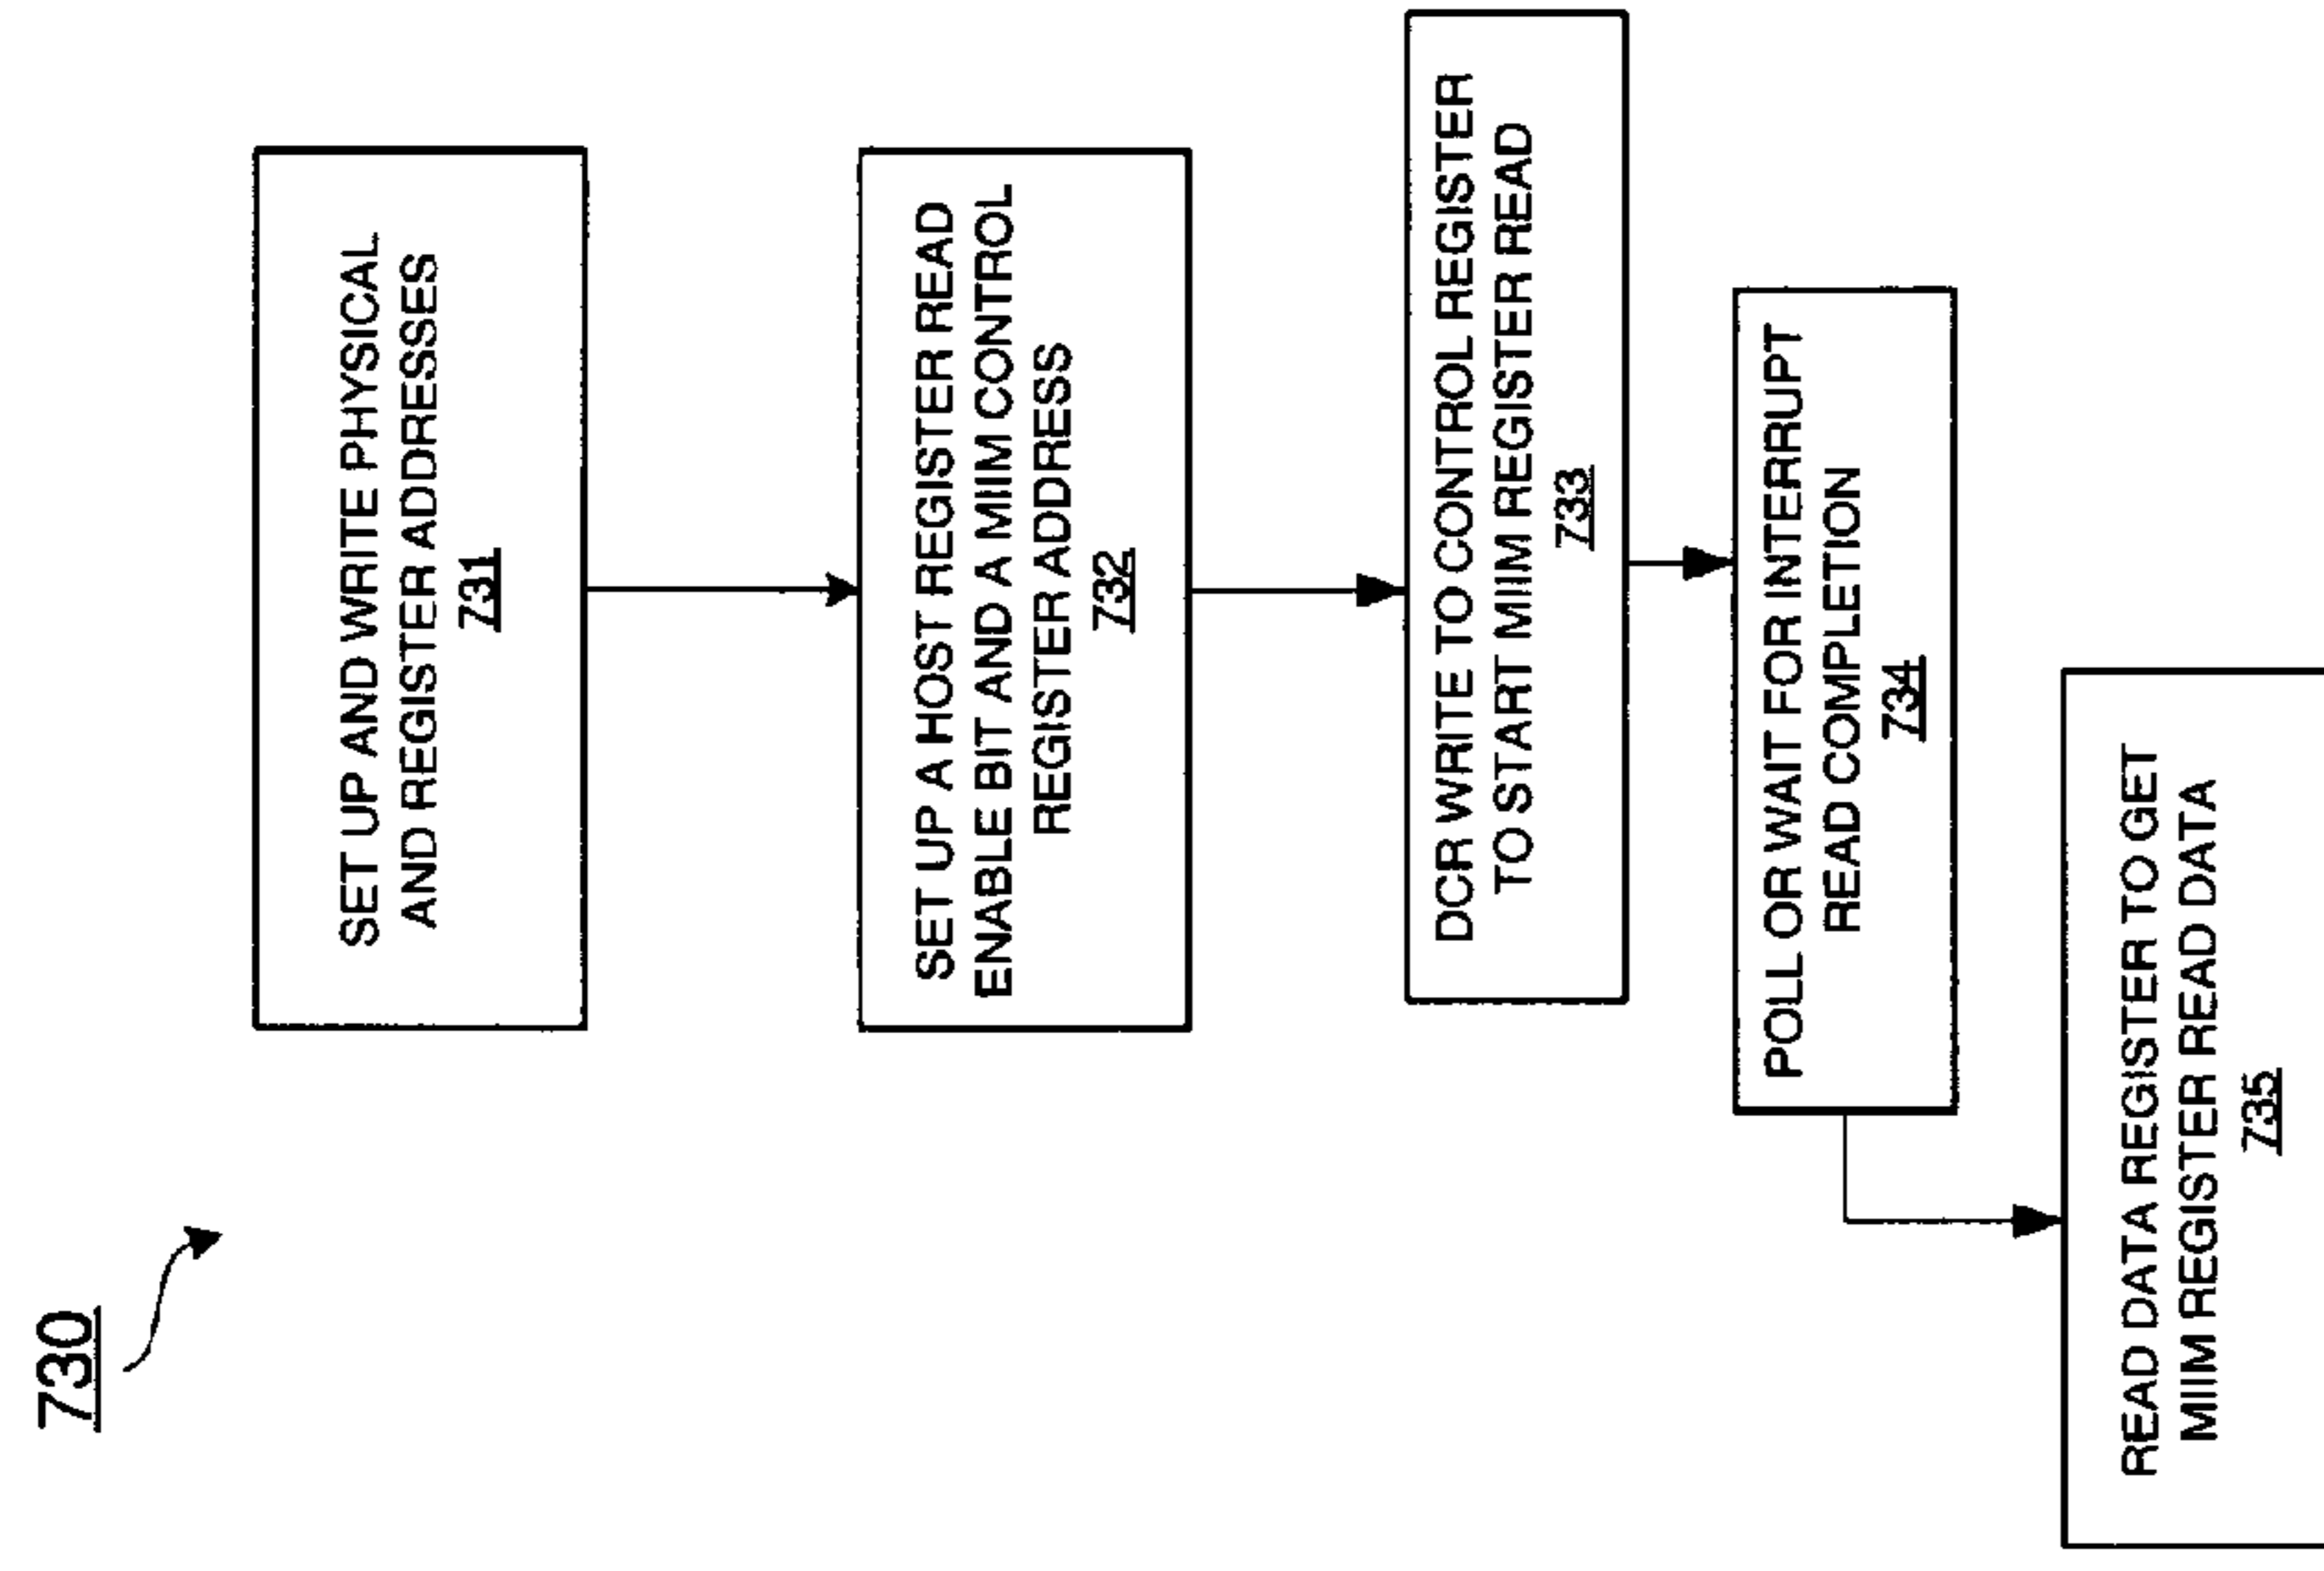 730
SET UP AND WRITE PHYSICAL
AND REGISTER ADDRESSES
731
SET UP A HOST REGISTER READ
ENABLE BIT AND A MIIM CONTROL
REGISTER ADDRESS
732
DCR WRITE TO CONTROL REGISTER
TO START MIIM REGISTER READ
733
POLL OR WAIT FOR INTERRUPT
READ COMPLETION
734
READ DATA REGISTER TO GET
MIIM REGISTER READ DATA
735